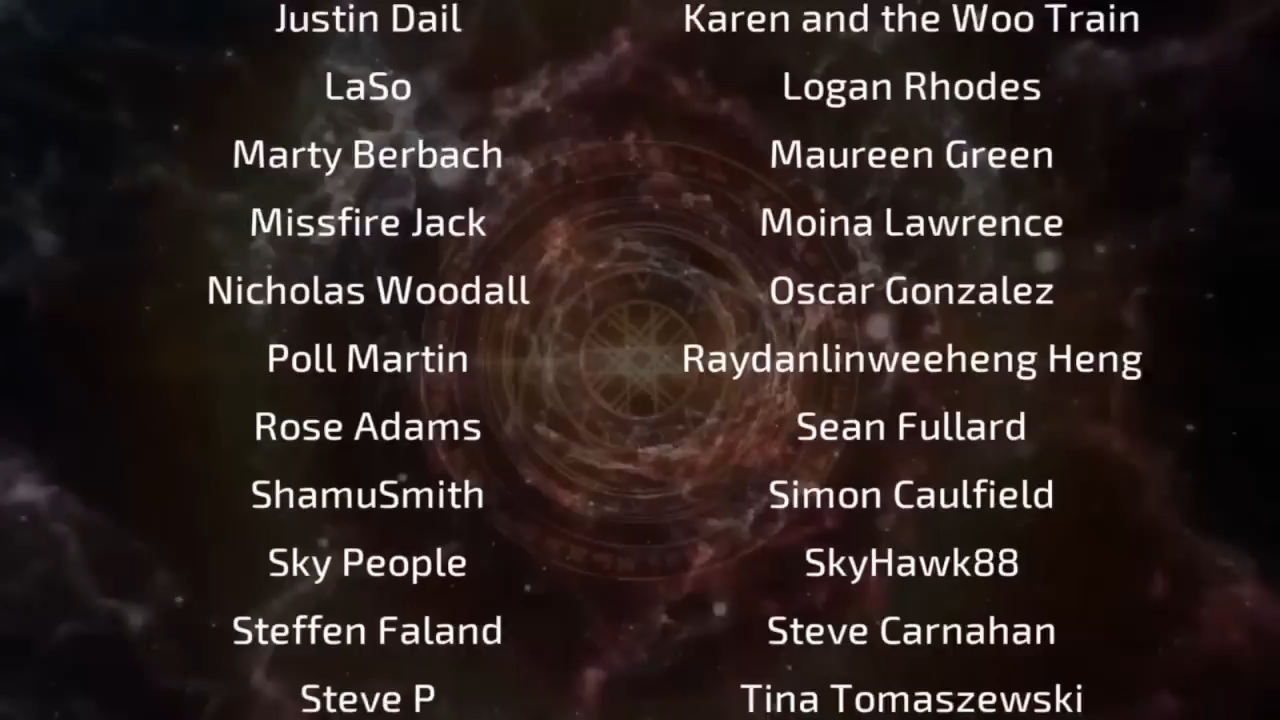 Justin Dail
Karen and the Woo Train
LaSo
Logan Rhodes
Marty Berbach
Maureen Green
Missfire Jack
Moina Lawrence
Nicholas Woodall
Oscar Gonzalez
Poll Martin
Raydanlinweeheng Heng
Rose Adams
Sean Fullard
ShamuSmith
Simon Caulfield
Sky People
SkyHawk88
Steffen Faland
Steve Carnahan
Steve P
Tina Tomaszewski